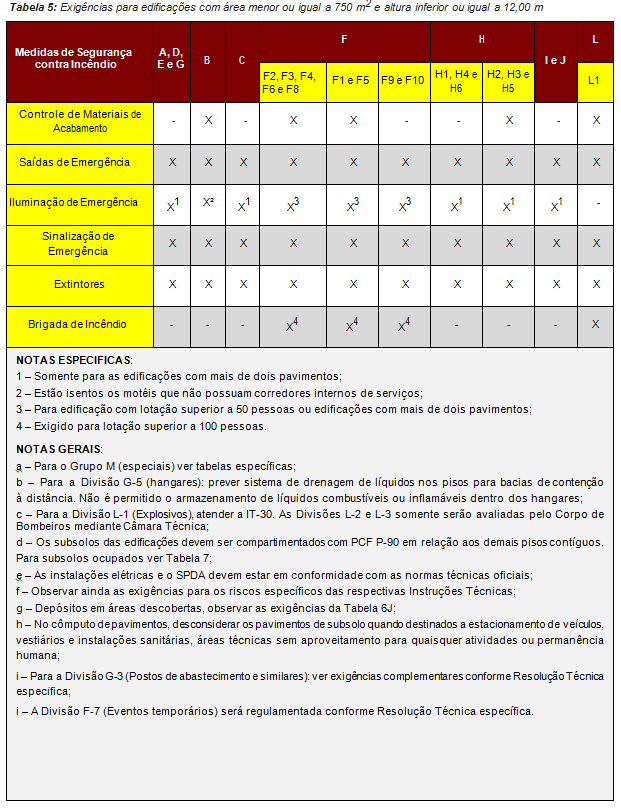 Tabela 5: Exigências para edificações com área menor ou igual a 750 m2 e altura inferior ou igual a 12,00 m
Medidas de Segurança contra Incêndio | A, D, E e G | B | C | F | H | I e J | L
F2, F3, F4, F6 e F8 | F1 e F5 | F9 e F10 | H1, H4 e H6 | H2, H3 e H5 | L1
Controle de Materiais de Acabamento | - | X | - | X | X | - | - | X | - | X
Saídas de Emergência | X | X | X | X | X | X | X | X | X | X
Iluminação de Emergência | X1 | X² | X1 | X3 | X3 | X3 | X1 | X1 | X1 | -
Sinalização de Emergência | X | X | X | X | X | X | X | X | X | X
Extintores | X | X | X | X | X | X | X | X | X | X
Brigada de Incêndio | - | - | - | X4 | X4 | X4 | - | - | - | X
NOTAS ESPECIFICAS:
1 – Somente para as edificações com mais de dois pavimentos;
2 – Estão isentos os motéis que não possuam corredores internos de serviços;
3 – Para edificação com lotação superior a 50 pessoas ou edificações com mais de dois pavimentos;
4 – Exigido para lotação superior a 100 pessoas.
NOTAS GERAIS:
a – Para o Grupo M (especiais) ver tabelas específicas;
b – Para a Divisão G-5 (hangares): prever sistema de drenagem de líquidos nos pisos para bacias de contenção
à distância. Não é permitido o armazenamento de líquidos combustíveis ou inflamáveis dentro dos hangares;
c – Para a Divisão L-1 (Explosivos), atender a IT-30. As Divisões L-2 e L-3 somente serão avaliadas pelo Corpo de
Bombeiros mediante Câmara Técnica;
d – Os subsolos das edificações devem ser compartimentados com PCF P-90 em relação aos demais pisos contíguos.
Para subsolos ocupados ver Tabela 7;
e – As instalações elétricas e o SPDA devem estar em conformidade com as normas técnicas oficiais;
f – Observar ainda as exigências para os riscos específicos das respectivas Instruções Técnicas;
g – Depósitos em áreas descobertas, observar as exigências da Tabela 6J;
h – No cômputo de pavimentos, desconsiderar os pavimentos de subsolo quando destinados a estacionamento de veículos,
vestiários e instalações sanitárias, áreas técnicas sem aproveitamento para quaisquer atividades ou permanência
humana;
i – Para a Divisão G-3 (Postos de abastecimento e similares): ver exigências complementares conforme Resolução Técnica
específica;
i – A Divisão F-7 (Eventos temporários) será regulamentada conforme Resolução Técnica específica.